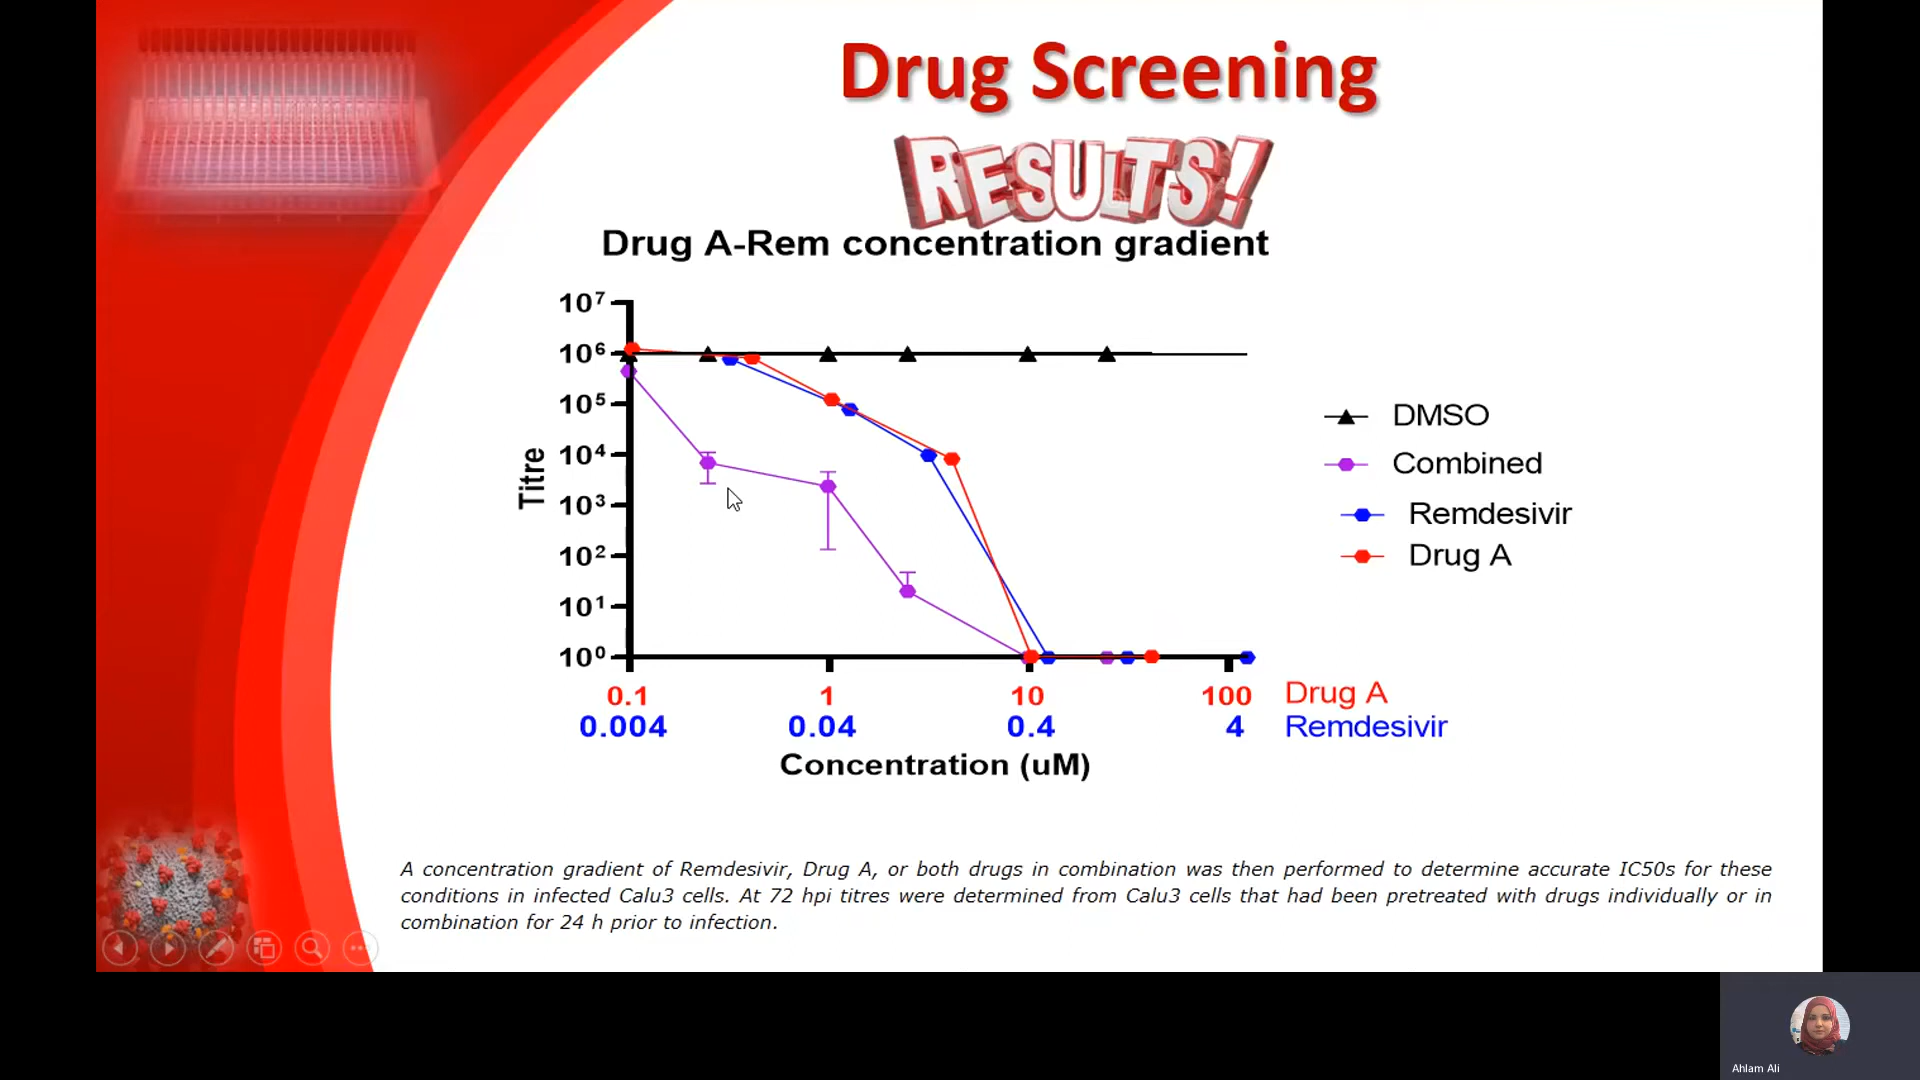 Drug Screening
RESULTS!
Drug A-Rem concentration gradient
10⁷
10⁶
10⁵
10⁴
10³
10²
10¹
10⁰
Titre
DMSO
Combined
Remdesivir
Drug A
0.1 1 10 100 Drug A
0.004 0.04 0.4 4 Remdesivir
Concentration (uM)
A concentration gradient of Remdesivir, Drug A, or both drugs in combination was then performed to determine accurate IC50s for these
conditions in infected Calu3 cells. At 72 hpi titres were determined from Calu3 cells that had been pretreated with drugs individually or in
combination for 24 h prior to infection.
Ahlam Ali